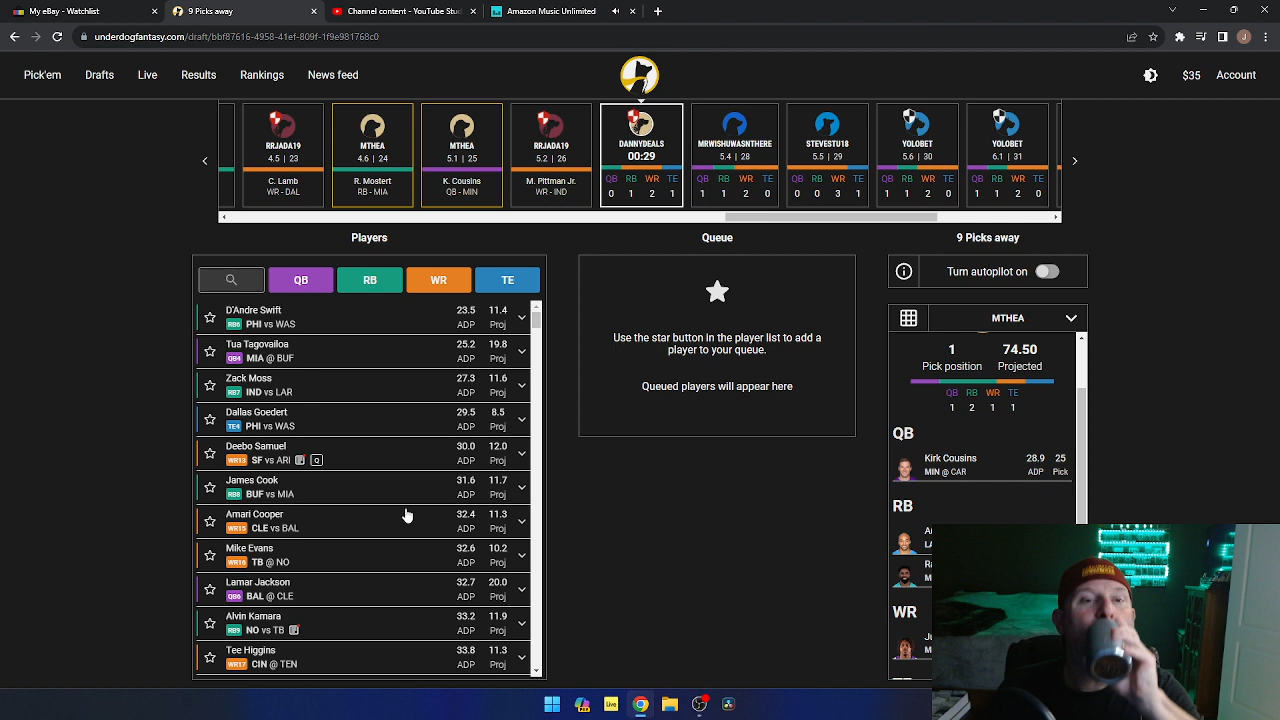 My eBay - Watchlist
9 Picks away
Channel content - YouTube Stud
Amazon Music Unlimited
underdogfantasy.com/draft/bbf87616-4958-41ef-809f-1f9e981768c0
J
Pick'em
Drafts
Live
Results
Rankings
News feed
$35
Account
RRJADA19
4.5 | 23
C. Lamb
WR - DAL
MTHEA
4.6 | 24
R. Mostert
RB - MIA
MTHEA
5.1 | 25
K. Cousins
QB - MIN
RRJADA19
5.2 | 26
M. Pittman Jr.
WR - IND
DANNYDEALS
00:29
QB RB WR TE
0 1 2 1
MRWISHUWASNTHERE
5.4 | 28
QB RB WR TE
1 1 2 0
STEVESTU18
5.5 | 29
QB RB WR TE
0 0 3 1
YOLOBET
5.6 | 30
QB RB WR TE
1 1 2 0
YOLOBET
6.1 | 31
QB RB WR TE
1 1 2 0
Players
QB
RB
WR
TE
D'Andre Swift 23.5 11.4
RB6 PHI vs WAS ADP Proj
Tua Tagovailoa 25.2 19.8
QB4 MIA @ BUF ADP Proj
Zack Moss 27.3 11.6
RB7 IND vs LAR ADP Proj
Dallas Goedert 29.5 8.5
TE4 PHI vs WAS ADP Proj
Deebo Samuel 30.0 12.0
WR13 SF vs ARI Q ADP Proj
James Cook 31.6 11.7
RB8 BUF vs MIA ADP Proj
Amari Cooper 32.4 11.3
WR15 CLE vs BAL ADP Proj
Mike Evans 32.6 10.2
WR16 TB @ NO ADP Proj
Lamar Jackson 32.7 20.0
QB6 BAL @ CLE ADP Proj
Alvin Kamara 33.2 11.9
RB9 NO vs TB ADP Proj
Tee Higgins 33.8 11.3
WR17 CIN @ TEN ADP Proj
Queue
Use the star button in the player list to add a
player to your queue.
Queued players will appear here
9 Picks away
Turn autopilot on
MTHEA
1 74.50
Pick position Projected
QB RB WR TE
1 2 1 1
QB
Kirk Cousins 28.9 25
MIN @ CAR ADP Pick
RB
WR
Live